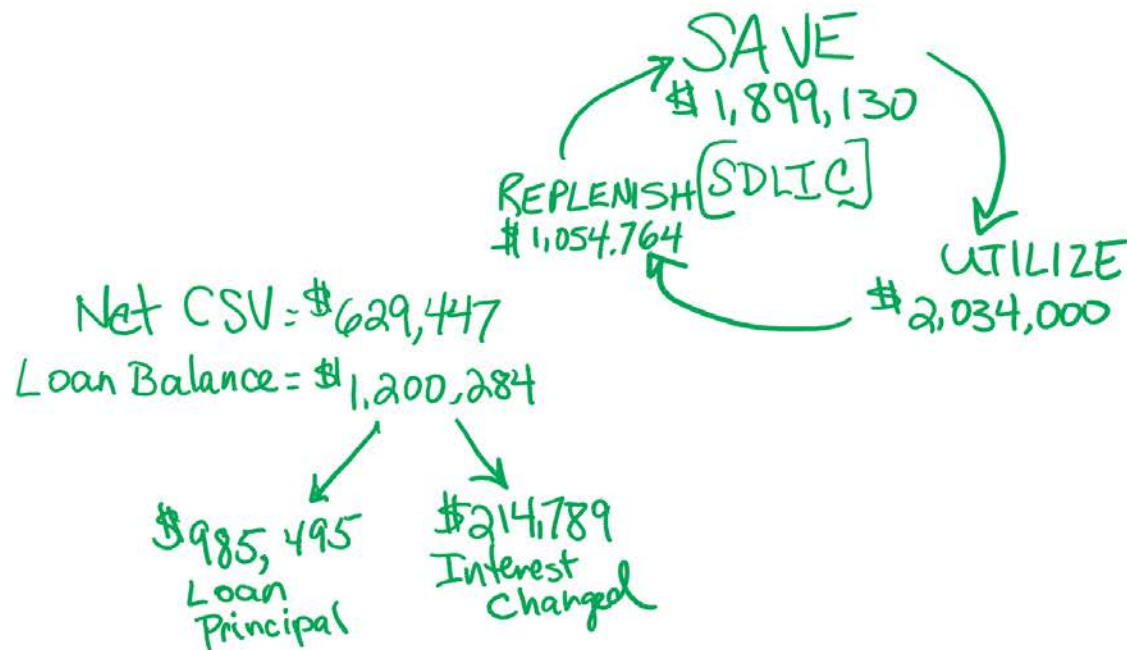 SAVE
$1,899,130
[SDLIC]
REPLENISH
$1,054.764
UTILIZE
$2,034,000
Net CSV = $629,447
Loan Balance = $1,200,284
$985,495
Loan
Principal
$214,789
Interest
Changed